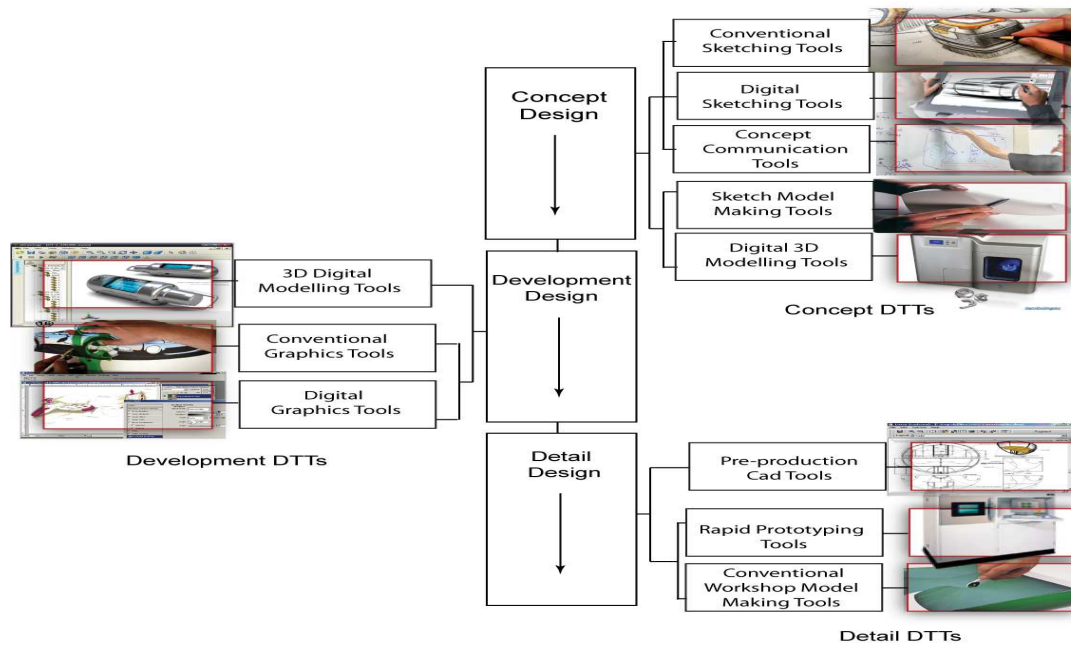 Concept
Design
Conventional
Sketching Tools
Digital
Sketching Tools
Concept
Communication
Tools
Sketch Model
Making Tools
Digital 3D
Modelling Tools
Concept DTTs
Development
Design
3D Digital
Modelling Tools
Conventional
Graphics Tools
Digital
Graphics Tools
Development DTTs
Detail
Design
Pre-production
Cad Tools
Rapid Prototyping
Tools
Conventional
Workshop Model
Making Tools
Detail DTTs